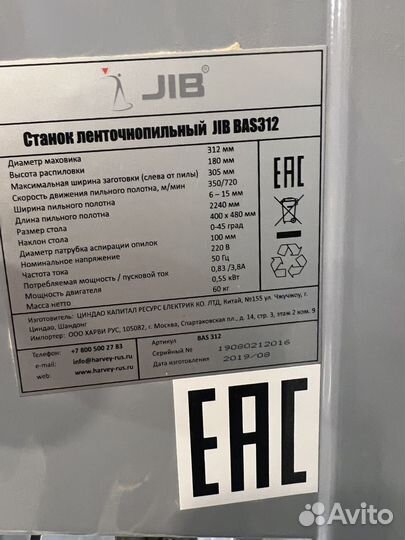 JIB®
Станок ленточнопильный JIB BAS312
Диаметр маховика 312 мм
Высота распиловки 180 мм
Максимальная ширина заготовки (слева от пилы) 305 мм
Скорость движения пильного полотна, м/мин 350/720
Ширина пильного полотна 6 – 15 мм
Длина пильного полотна 2240 мм
Размер стола 400 х 480 мм
Наклон стола 0-45 град
Диаметр патрубка аспирации опилок 100 мм
Номинальное напряжение 220 В
Частота тока 50 Гц
Потребляемая мощность / пусковой ток 0,83 /3,8А
Мощность двигателя 0,55 кВт
Масса нетто 60 кг
Изготовитель: ЦИНДАО КАПИТАЛ РЕСУРС ЕЛЕКТРИК КО. ЛТД, Китай, №155 ул. Чжучжоу, г.
Циндао, Шандонг
Импортер: ООО ХАРВИ РУС, 105082, г. Москва, Спартаковская пл., д. 14, стр. 3, этаж 2 ком. 9
Телефон: +7 800 500 27 83
e-mail: info@harvey-rus.com
web: www.harvey-rus.com
Артикул BAS 312
Серийный № 19080212016
Дата изготовления 2019/08
EAC
EAC
Avito